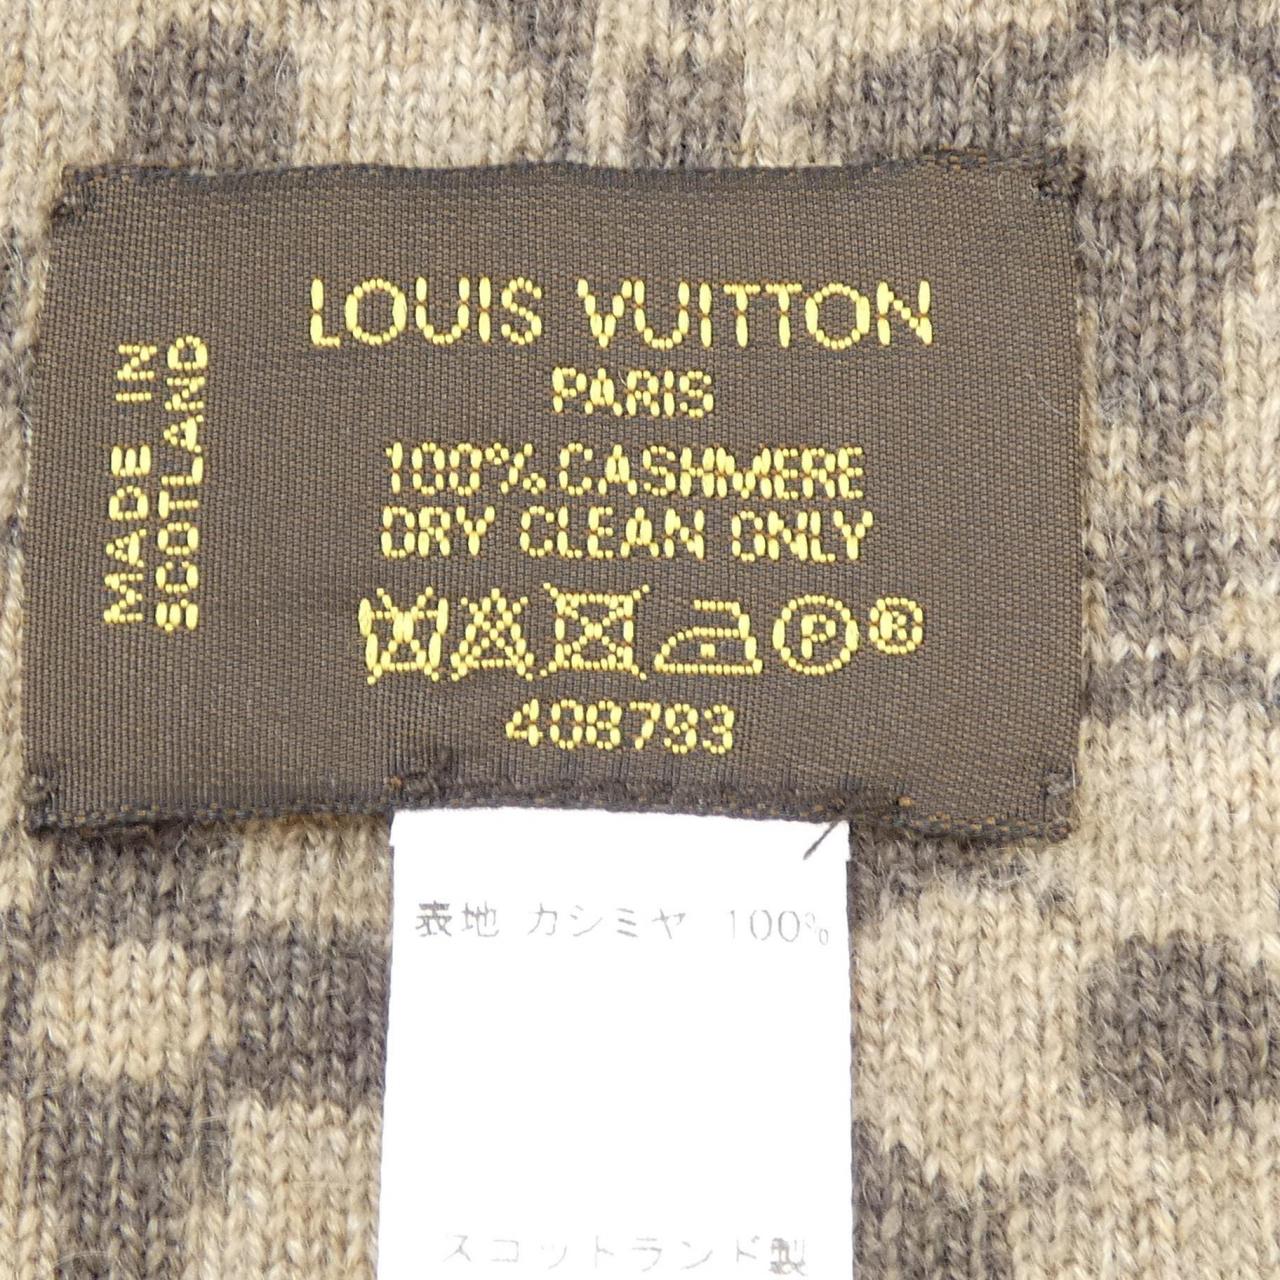 LOUIS VUITTON
PARIS
100% CASHMERE
DRY CLEAN ONLY
P ®
408793
MADE IN
SCOTLAND
表地 カシミヤ 100%
スコットランド製